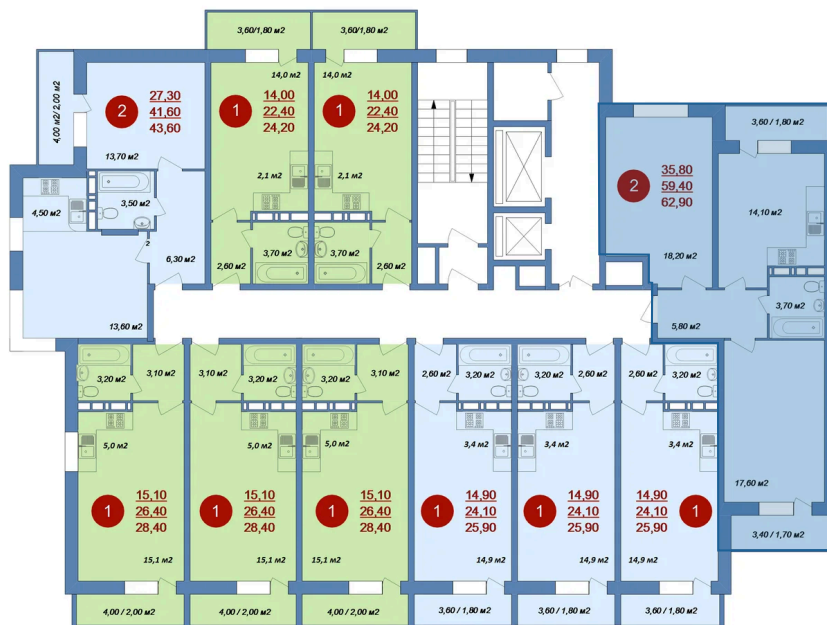 3,60/1,80 м2
3,60/1,80 м2
4,00 м2/ 2,00 м2
2
27,30
41,60
43,60
13,70 м2
14,0 м2
1
14,00
22,40
24,20
2,1 м2
14,0 м2
1
14,00
22,40
24,20
2,1 м2
3,60 / 1,80 м2
2
35,80
59,40
62,90
18,20 м2
14,10 м2
4,50 м2
3,50 м2
2
6,30 м2
13,60 м2
2,60 м2
3,70 м2
3,70 м2
2,60 м2
5,80 м2
3,70 м2
3,20 м2
3,10 м2
3,10 м2
3,20 м2
3,20 м2
3,10 м2
2,60 м2
3,20 м2
3,20 м2
2,60 м2
2,60 м2
3,20 м2
5,0 м2
5,0 м2
5,0 м2
3,4 м2
3,4 м2
3,4 м2
17,60 м2
1
15,10
26,40
28,40
1
15,10
26,40
28,40
1
15,10
26,40
28,40
1
14,90
24,10
25,90
1
14,90
24,10
25,90
14,90
24,10
25,90
1
3,40 / 1,70 м2
15,1 м2
15,1 м2
15,1 м2
14,9 м2
14,9 м2
14,9 м2
4,00 / 2,00 м2
4,00 / 2,00 м2
4,00 / 2,00 м2
3,60 / 1,80 м2
3,60 / 1,80 м2
3,60 / 1,80 м2